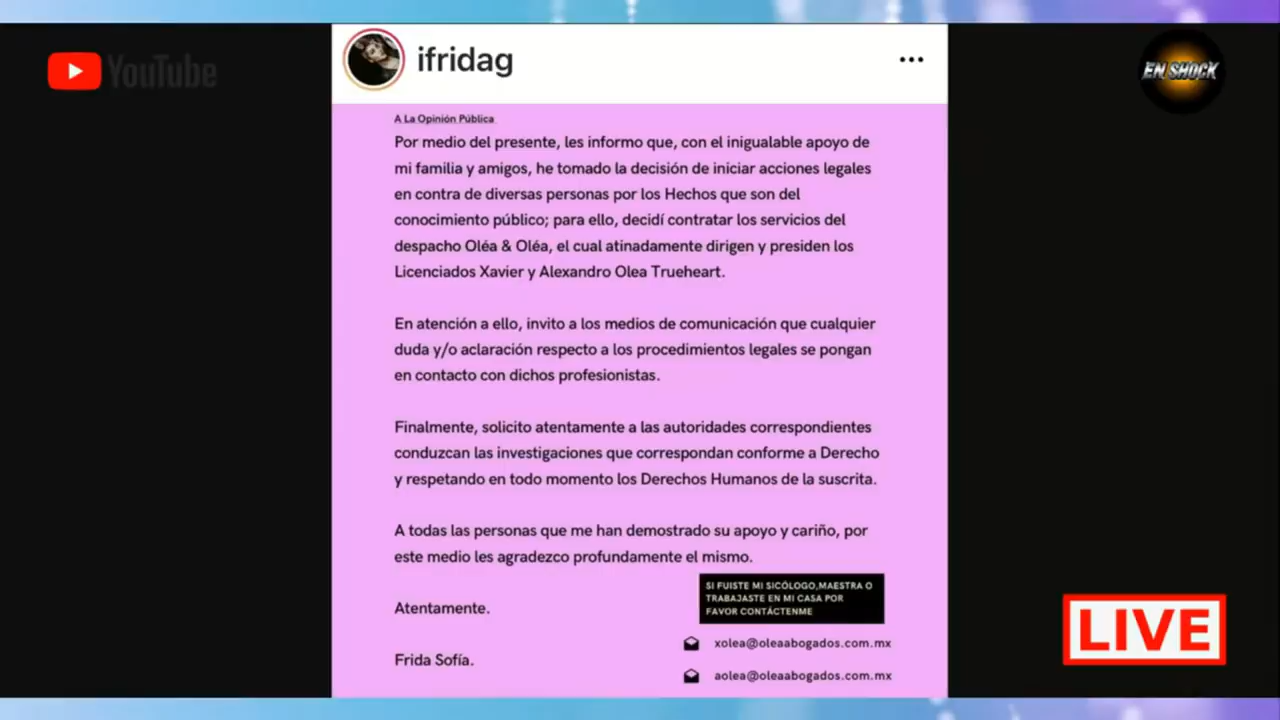 YouTube
ifridag
EN SHOCK
A La Opinión Pública
Por medio del presente, les informo que, con el inigualable apoyo de
mi familia y amigos, he tomado la decisión de iniciar acciones legales
en contra de diversas personas por los Hechos que son del
conocimiento público; para ello, decidí contratar los servicios del
despacho Oléa & Oléa, el cual atinadamente dirigen y presiden los
Licenciados Xavier y Alexandro Olea Trueheart.
En atención a ello, invito a los medios de comunicación que cualquier
duda y/o aclaración respecto a los procedimientos legales se pongan
en contacto con dichos profesionistas.
Finalmente, solicito atentamente a las autoridades correspondientes
conduzcan las investigaciones que correspondan conforme a Derecho
y respetando en todo momento los Derechos Humanos de la suscrita.
A todas las personas que me han demostrado su apoyo y cariño, por
este medio les agradezco profundamente el mismo.
Atentamente.
Frida Sofía.
SI FUISTE MI SICÓLOGO,MAESTRA O
TRABAJASTE EN MI CASA POR
FAVOR CONTÁCTENME
xolea@oleaabogados.com.mx
aolea@oleaabogados.com.mx
LIVE